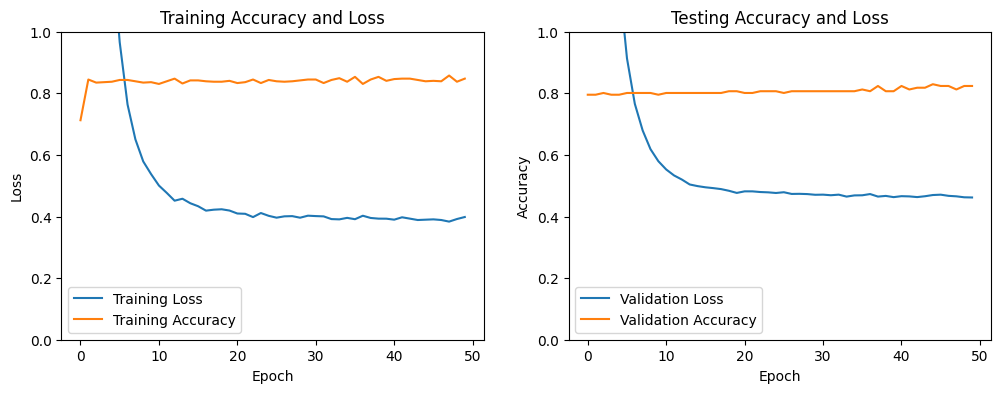 Training Accuracy and Loss
1.0
0.8
0.6
0.4
0.2
0.0
Loss
Training Loss
Training Accuracy
0
10
20
30
40
50
Epoch
Testing Accuracy and Loss
1.0
0.8
0.6
0.4
0.2
0.0
Accuracy
Validation Loss
Validation Accuracy
0
10
20
30
40
50
Epoch